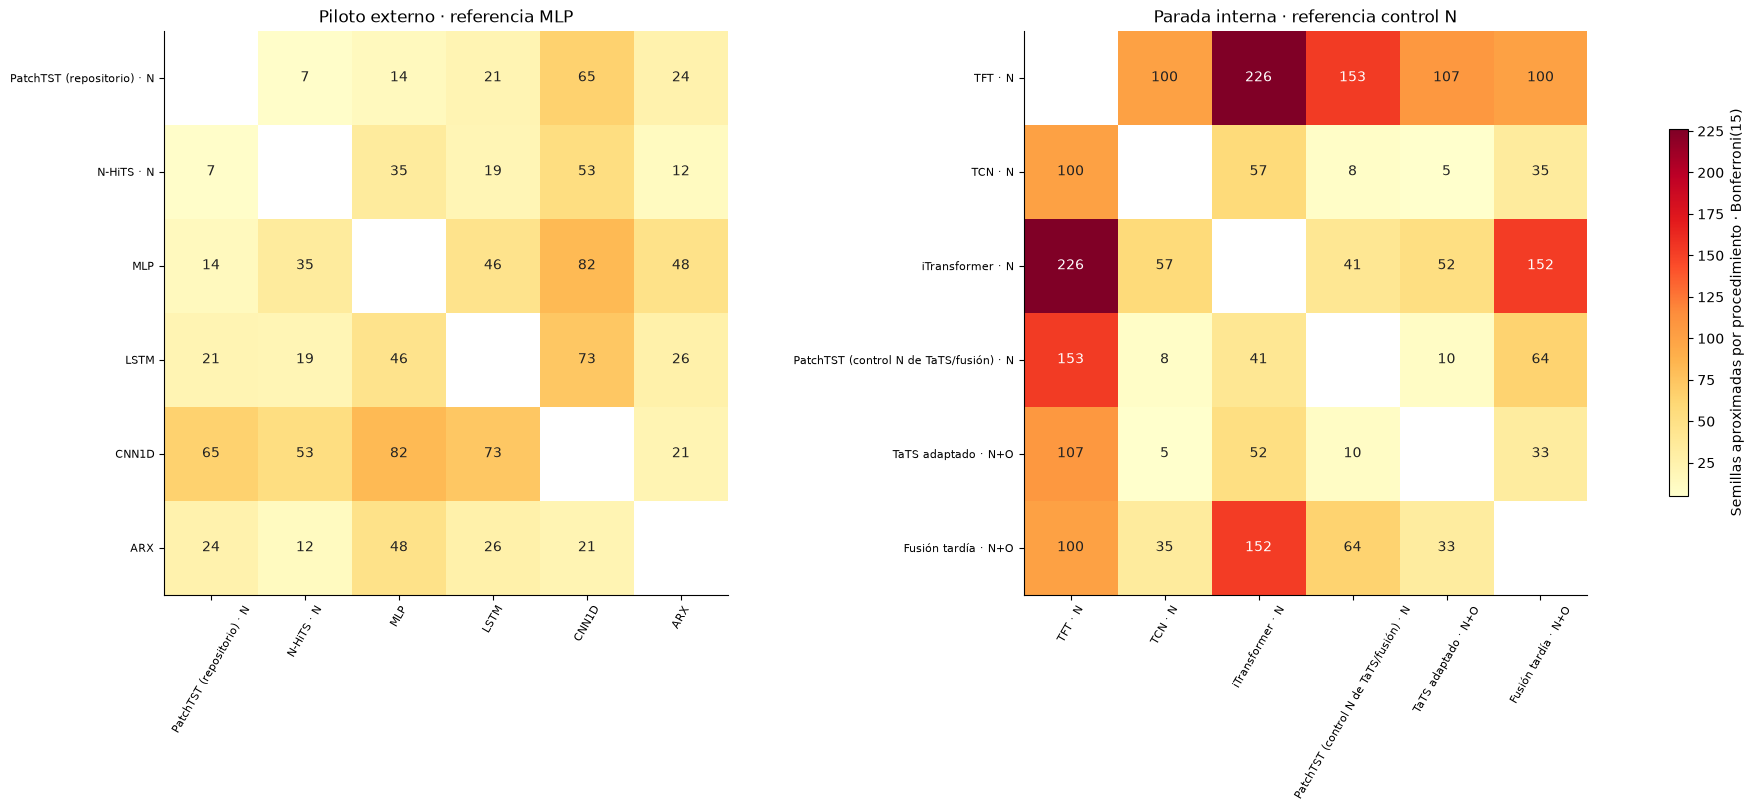 Piloto externo · referencia MLP
PatchTST (repositorio) · N
7 14 21 65 24
N-HiTS · N
7 35 19 53 12
MLP
14 35 46 82 48
LSTM
21 19 46 73 26
CNN1D
65 53 82 73 21
ARX
24 12 48 26 21
PatchTST (repositorio) · N
N-HiTS · N
MLP
LSTM
CNN1D
ARX
Parada interna · referencia control N
TFT · N
100 226 153 107 100
TCN · N
100 57 8 5 35
iTransformer · N
226 57 41 52 152
PatchTST (control N de TaTS/fusión) · N
153 8 41 10 64
TaTS adaptado · N+O
107 5 52 10 33
Fusión tardía · N+O
100 35 152 64 33
TFT · N
TCN · N
iTransformer · N
PatchTST (control N de TaTS/fusión) · N
TaTS adaptado · N+O
Fusión tardía · N+O
225
200
175
150
125
100
75
50
25
Semillas aproximadas por procedimiento · Bonferroni(15)